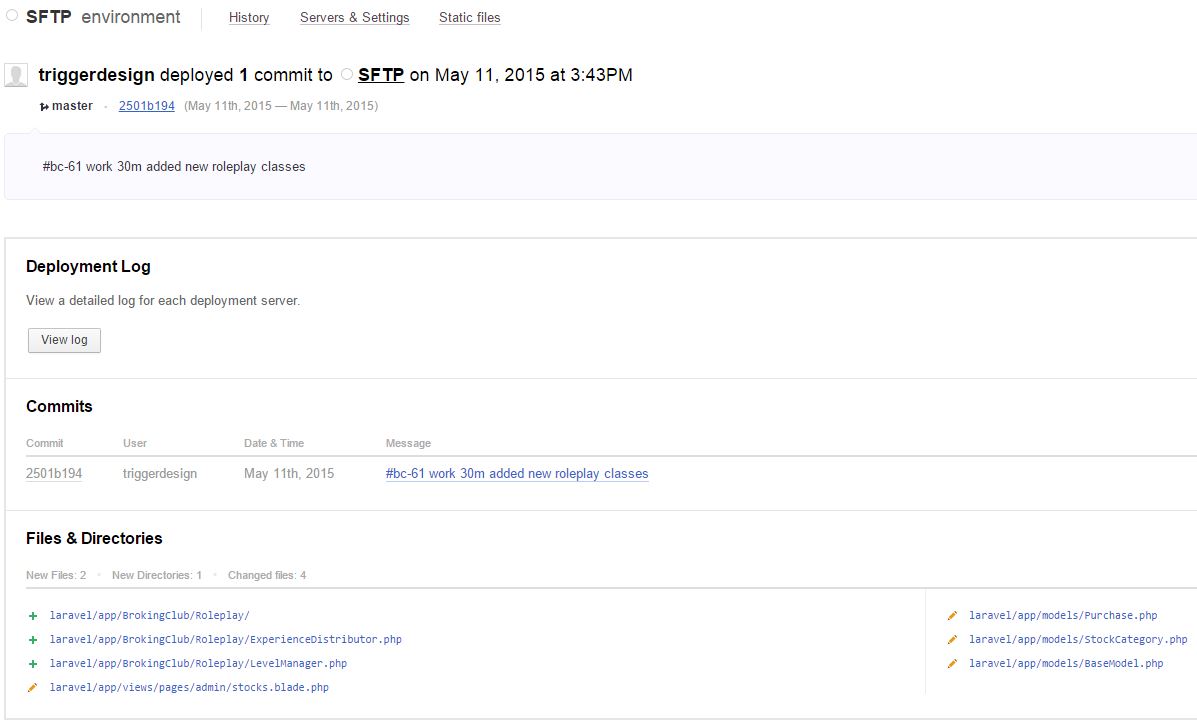 SFTP environment History Servers & Settings Static files
triggerdesign deployed 1 commit to SFTP on May 11, 2015 at 3:43PM
master · 2501b194 (May 11th, 2015 — May 11th, 2015)
#bc-61 work 30m added new roleplay classes
Deployment Log
View a detailed log for each deployment server.
View log
Commits
Commit User Date & Time Message
2501b194 triggerdesign May 11th, 2015 #bc-61 work 30m added new roleplay classes
Files & Directories
New Files: 2 • New Directories: 1 • Changed files: 4
+ laravel/app/BrokingClub/Roleplay/
+ laravel/app/BrokingClub/Roleplay/ExperienceDistributor.php
+ laravel/app/BrokingClub/Roleplay/LevelManager.php
laravel/app/views/pages/admin/stocks.blade.php
laravel/app/models/Purchase.php
laravel/app/models/StockCategory.php
laravel/app/models/BaseModel.php